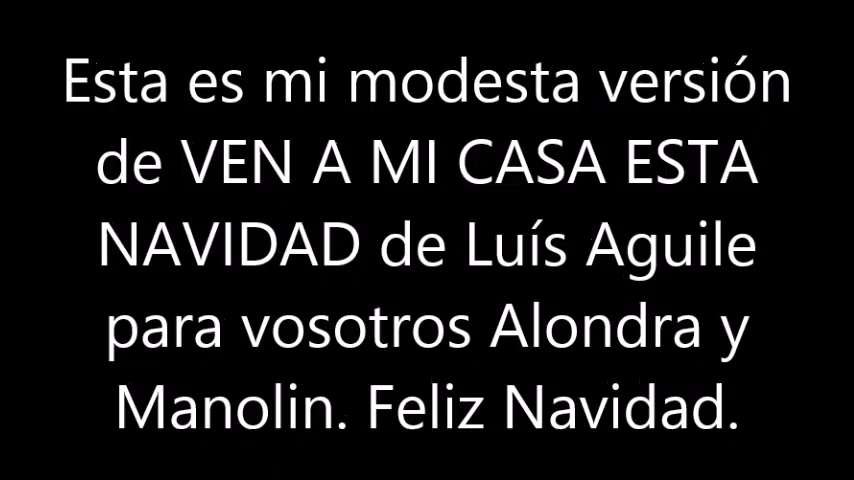 Esta es mi modesta versión
de VEN A MI CASA ESTA
NAVIDAD de Luís Aguile
para vosotros Alondra y
Manolin. Feliz Navidad.